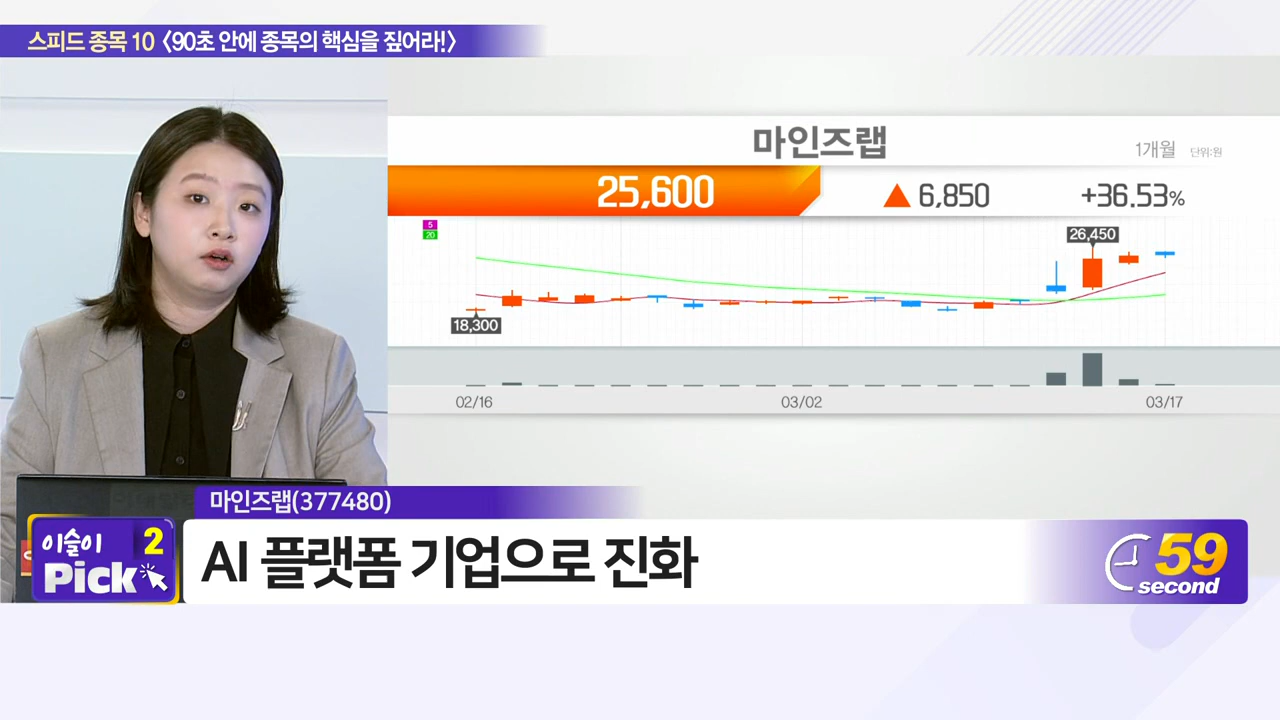 스피드 종목 10 <90초 안에 종목의 핵심을 짚어라!>
마인즈랩
1개월 단위:원
25,600 ▲ 6,850 +36.53%
5
20
26,450
18,300
02/16 03/02 03/17
마인즈랩(377480)
이슬이 2
Pick
AI 플랫폼 기업으로 진화
59
second